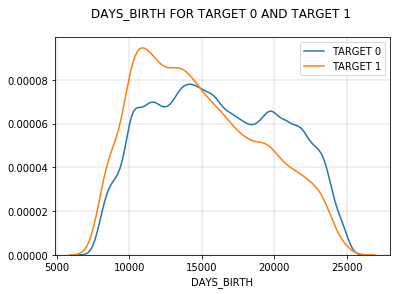 DAYS_BIRTH FOR TARGET 0 AND TARGET 1
TARGET 0
TARGET 1
0.00008
0.00006
0.00004
0.00002
0.00000
5000 10000 15000 20000 25000
DAYS_BIRTH